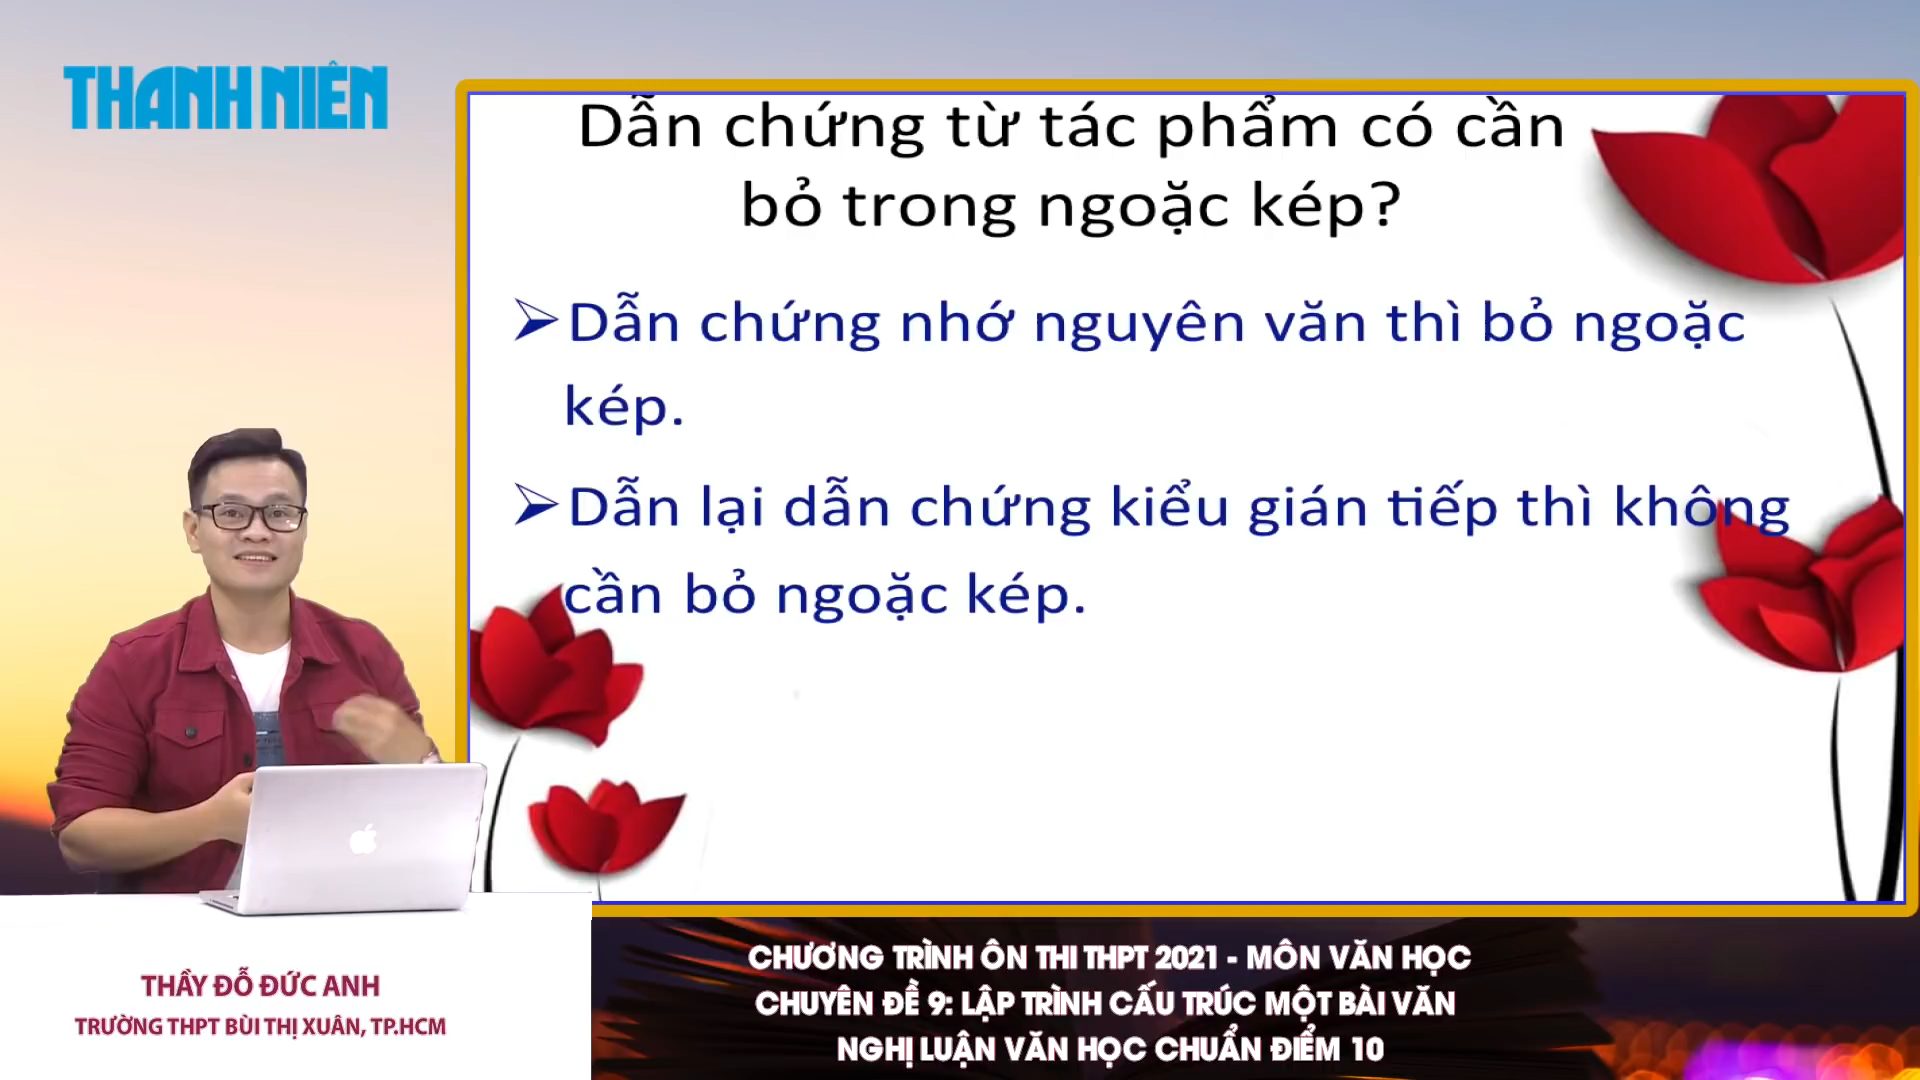 THANH NIÊN
Dẫn chứng từ tác phẩm có cần
bỏ trong ngoặc kép?
Dẫn chứng nhớ nguyên văn thì bỏ ngoặc
kép.
Dẫn lại dẫn chứng kiểu gián tiếp thì không
cần bỏ ngoặc kép.
THẦY ĐỖ ĐỨC ANH
TRƯỜNG THPT BÙI THỊ XUÂN, TP.HCM
CHƯƠNG TRÌNH ÔN THI THPT 2021 - MÔN VĂN HỌC
CHUYÊN ĐỀ 9: LẬP TRÌNH CẤU TRÚC MỘT BÀI VĂN
NGHỊ LUẬN VĂN HỌC CHUẨN ĐIỂM 10